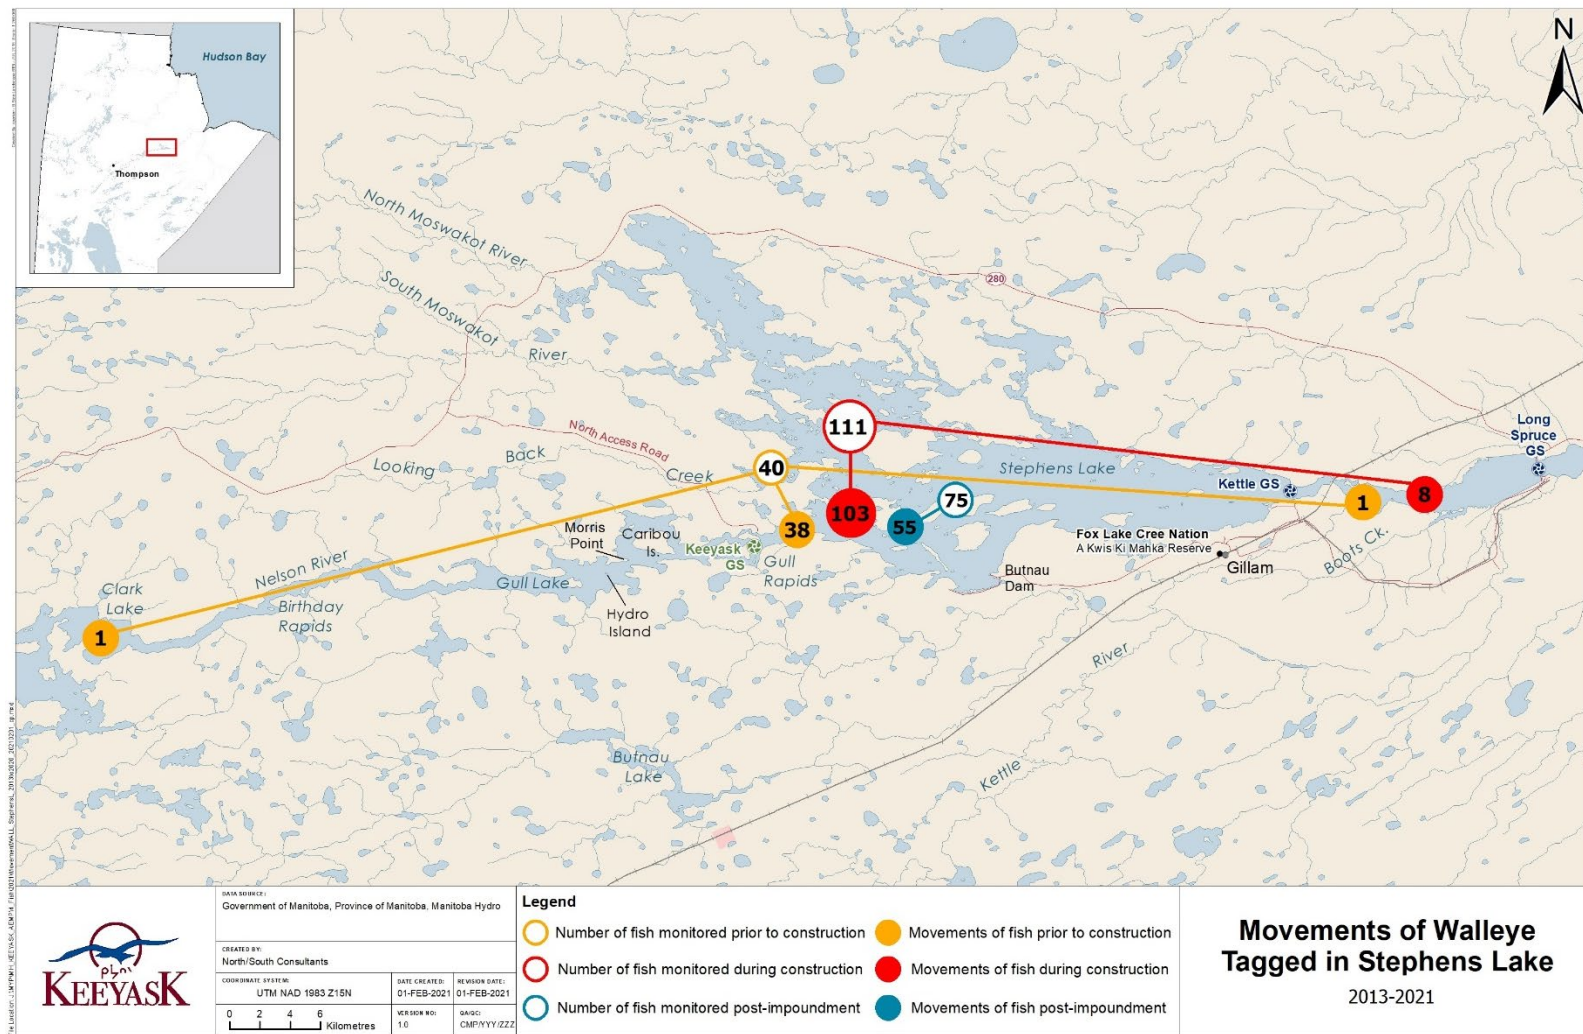 Hudson Bay
Thompson
N
North Moswakot River
South Moswakot
River
280
North Access Road
Looking
Back
Creek
111
40
103
38
55
75
Stephens Lake
Kettle GS
1
8
Long
Spruce
GS
Fox Lake Cree Nation
A Kwis Ki Mahka Reserve
Gillam
Boots Ck.
Butnau
Dam
Morris
Point
Caribou
Is.
Keeyask
GS
Gull
Rapids
Gull Lake
Hydro
Island
Nelson River
Birthday
Rapids
Clark
Lake
1
River
Kettle
Butnau
Lake
KEEYASK
DATA SOURCE:
Government of Manitoba, Province of Manitoba, Manitoba Hydro
CREATED BY:
North/South Consultants
COORDINATE SYSTEM:
UTM NAD 1983 Z15N
DATE CREATED:
01-FEB-2021
REVISION DATE:
01-FEB-2021
0 2 4 6
Kilometres
VERSION NO:
1.0
QA/QC:
CMP/YYY/ZZZ
Legend
Number of fish monitored prior to construction
Movements of fish prior to construction
Number of fish monitored during construction
Movements of fish during construction
Number of fish monitored post-impoundment
Movements of fish post-impoundment
Movements of Walleye
Tagged in Stephens Lake
2013-2021